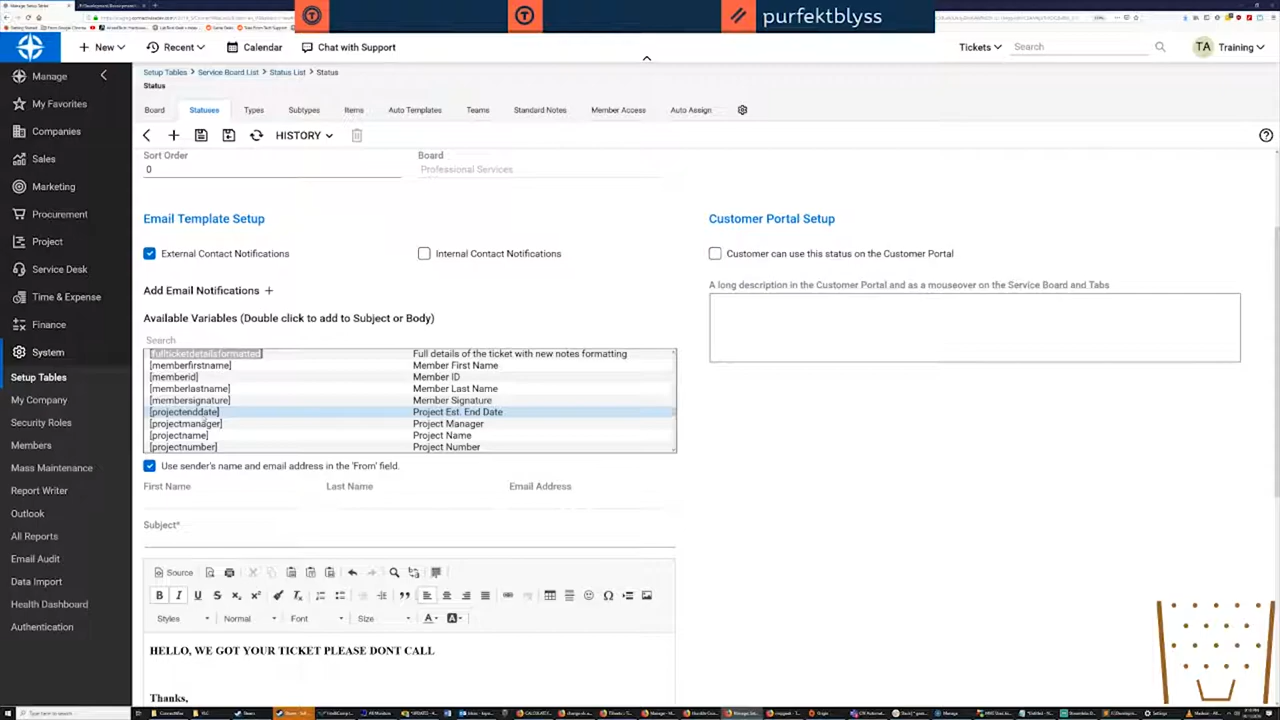 turnkitblyss
New
Recent
Calendar
Chat with Support
Tickets
Search
TA
Training
Manage
My Favorites
Companies
Sales
Marketing
Procurement
Project
Service Desk
Time & Expense
Finance
System
Setup Tables
My Company
Security Roles
Members
Mass Maintenance
Report Writer
Outlook
All Reports
Email Audit
Data Import
Health Dashboard
Authentication
Setup Tables > Service Board List > Status List > Status
Status
Board Statuses Types Subtypes Items Auto Templates Teams Standard Notes Member Access Auto Assign
HISTORY
Sort Order Board
0 Professional Services
Email Template Setup
External Contact Notifications Internal Contact Notifications
Add Email Notifications +
Available Variables (Double click to add to Subject or Body)
Search
[fullticketdetailsformatted] Full details of the ticket with new notes formatting
[memberfirstname] Member First Name
[memberid] Member ID
[memberlastname] Member Last Name
[membersignature] Member Signature
[projectenddate] Project Est. End Date
[projectmanager] Project Manager
[projectname] Project Name
[projectnumber] Project Number
Use sender's name and email address in the 'From' field.
First Name Last Name Email Address
Subject*
Source
B I U S
Styles Normal Font Size A A
HELLO, WE GOT YOUR TICKET PLEASE DONT CALL
Thanks,
Customer Portal Setup
Customer can use this status on the Customer Portal
A long description in the Customer Portal and as a mouseover on the Service Board and Tabs
Type here to search